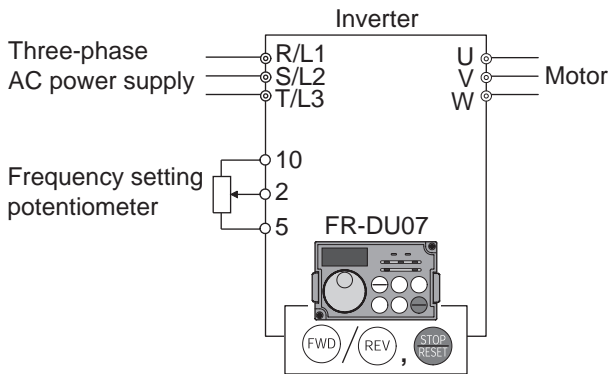 Inverter
Three-phase
AC power supply
R/L1
S/L2
T/L3
U
V
W
Motor
Frequency setting
potentiometer
10
2
5
FR-DU07
FWD / REV , STOP
RESET